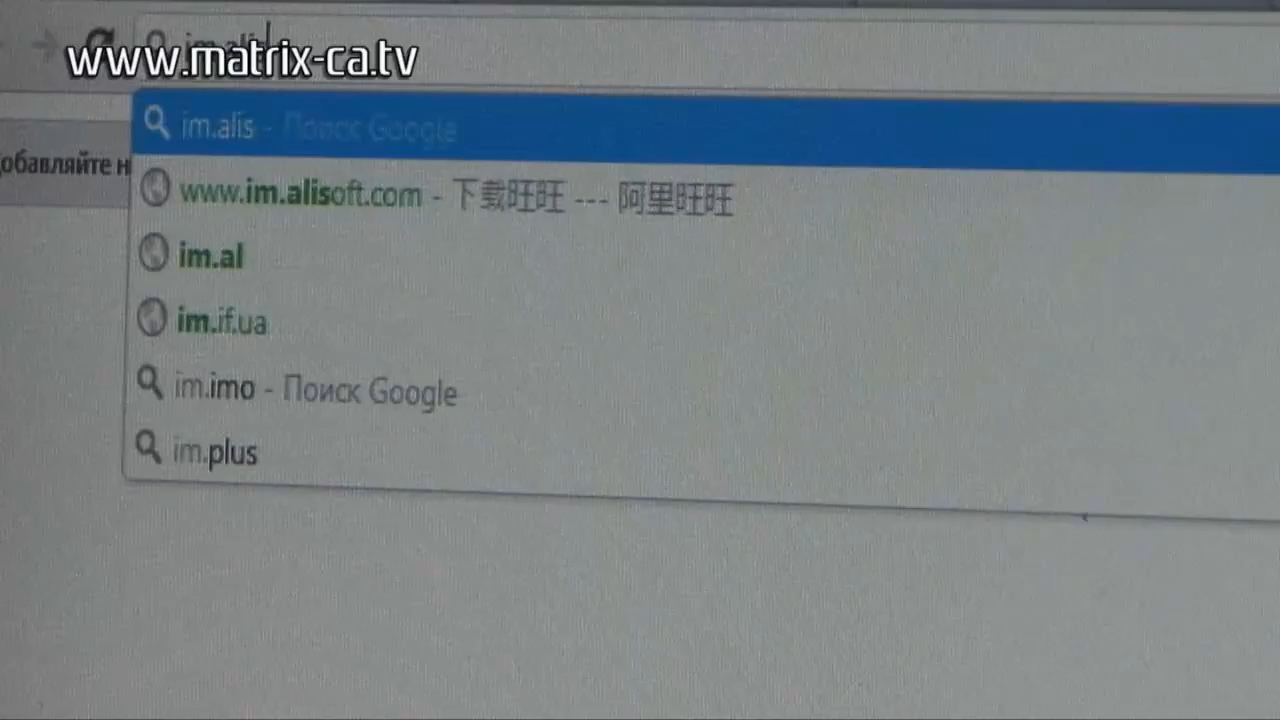 www.matrix-ca.tv
im.alis - Поиск Google
обавляйте н
www.im.alisoft.com - 下载旺旺 --- 阿里旺旺
im.al
im.if.ua
im.imo - Поиск Google
im.plus